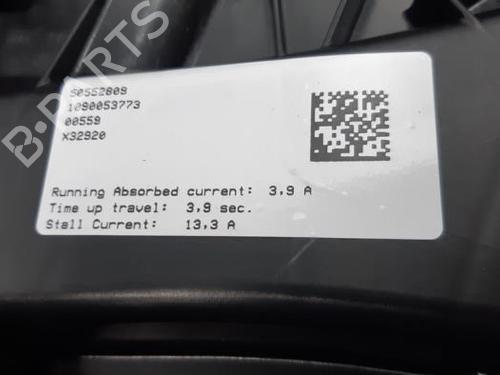 B-PARTS
50552809
1090053773
00559
X32920
Running Absorbed current: 3,9 A
Time up travel: 3,9 sec.
Stall Current: 13,3 A